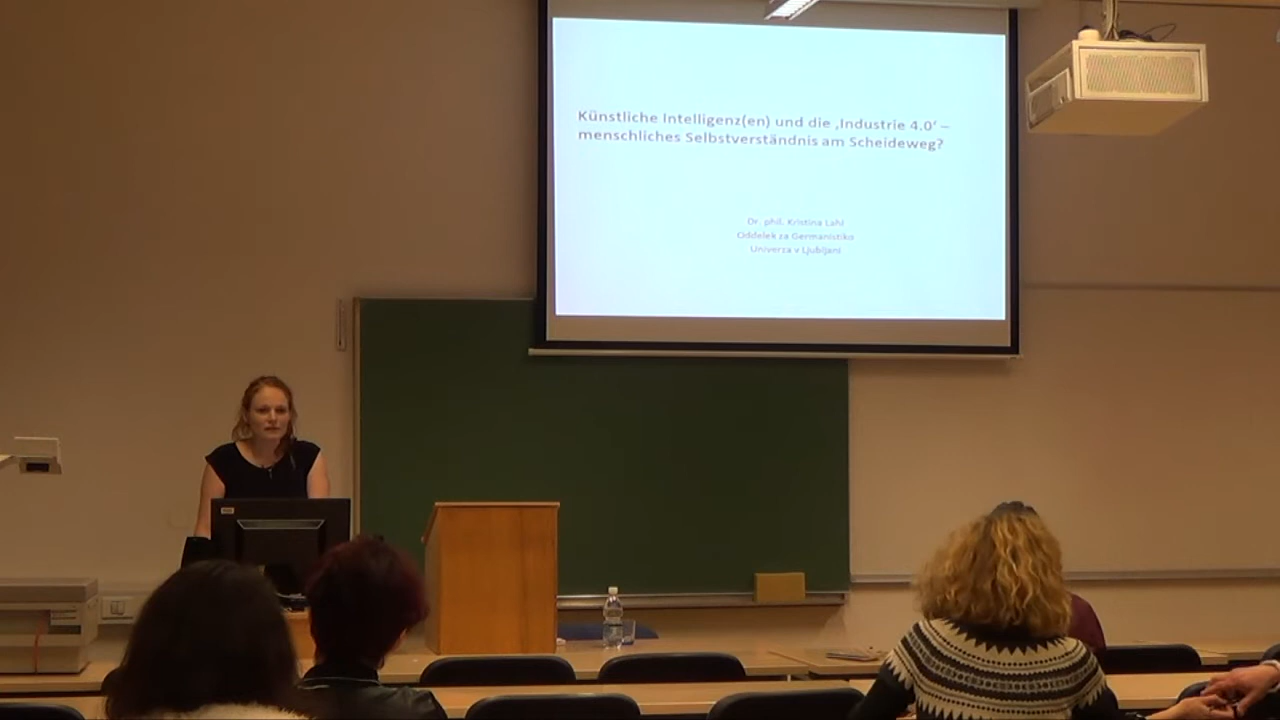 Künstliche Intelligenz(en) und die ‚Industrie 4.0‘ –
menschliches Selbstverständnis am Scheideweg?
Dr. phil. Kristina Lahl
Oddelek za Germanistiko
Univerza v Ljubljani